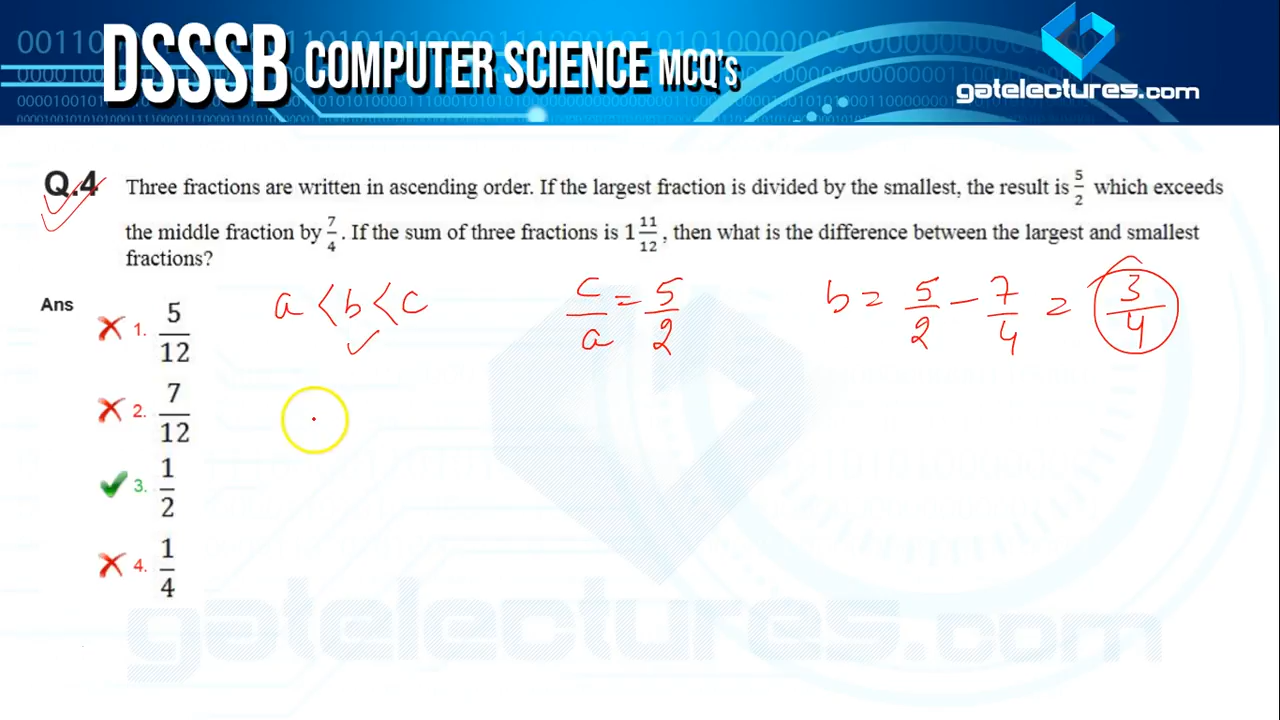 DSSSB COMPUTER SCIENCE MCQ's
gatelectures.com
Q.4 Three fractions are written in ascending order. If the largest fraction is divided by the smallest, the result is 5/2 which exceeds
the middle fraction by 7/4. If the sum of three fractions is 1 11/12, then what is the difference between the largest and smallest
fractions?
a < b < c
c/a = 5/2
b = 5/2 - 7/4 = 3/4
Ans
1. 5/12
2. 7/12
3. 1/2
4. 1/4
gatelectures.com